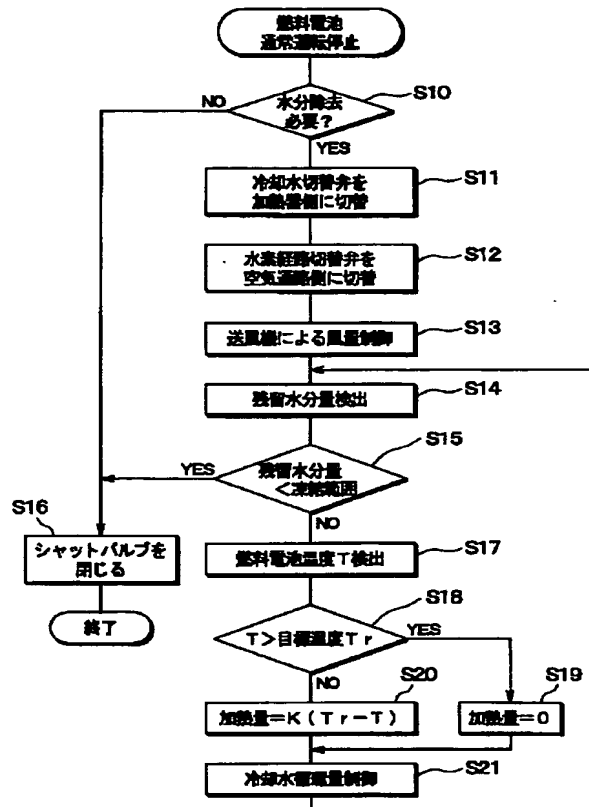 燃料電池
通常運転停止
S10
NO
水分除去
必要？
YES
S11
冷却水切替弁を
加熱器側に切替
S12
水素経路切替弁を
空気通路側に切替
S13
送風機による風量制御
S14
残留水分量検出
S15
YES
残留水分量
＜凍結範囲
NO
S16
シャットバルブを
閉じる
終了
S17
燃料電池温度T検出
S18
T＞目標温度Tr
YES
NO
S20
加熱量＝K（Tr－T）
S19
加熱量＝0
S21
冷却水循環量制御